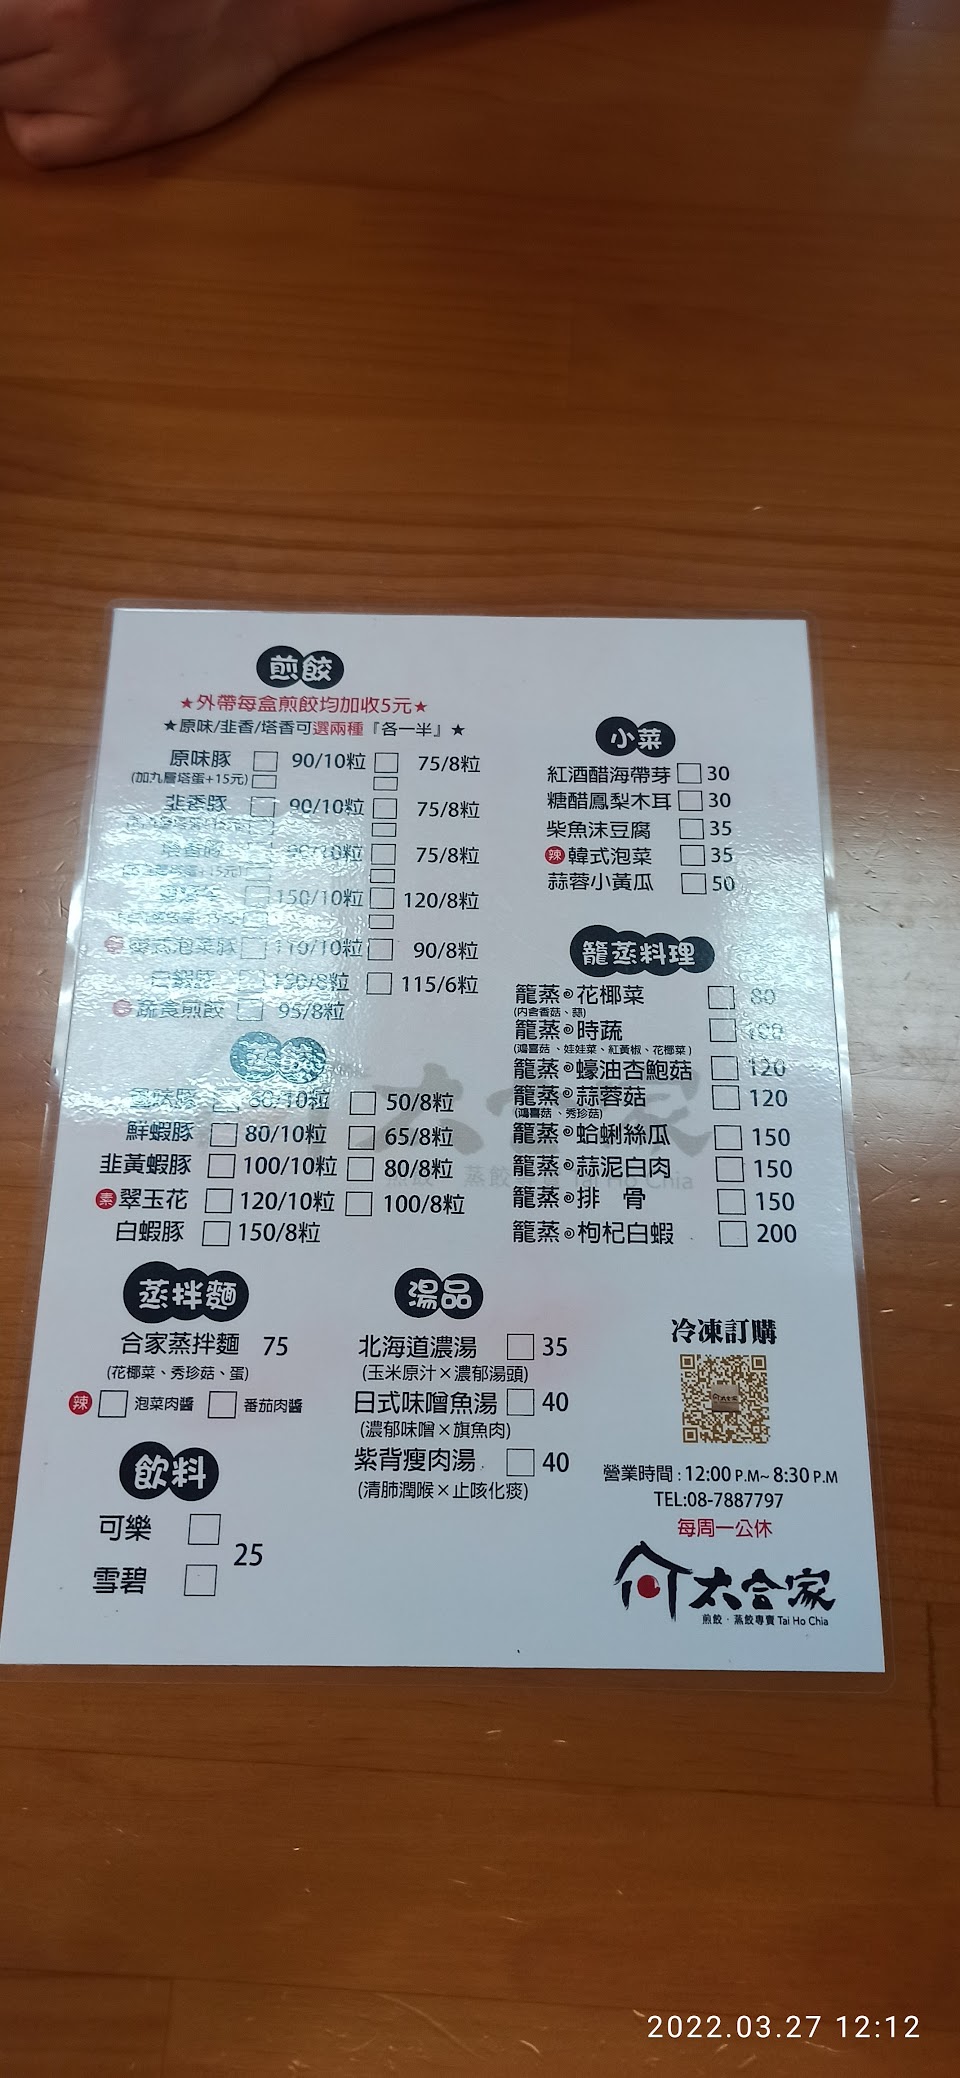 煎餃
★外帶每盒煎餃均加收5元★
★原味/韭香/塔香可選兩種『各一半』★
原味豚 90/10粒 75/8粒
(加九層塔蛋+15元)
韭香豚 90/10粒 75/8粒
75/8粒
150/10粒 120/8粒
110/10粒 90/8粒
白蝦豚 115/6粒
蔬食煎餃 95/8粒
蒸餃
50/8粒
鮮蝦豚 80/10粒 65/8粒
韭黃蝦豚 100/10粒 80/8粒
素 翠玉花 120/10粒 100/8粒
白蝦豚 150/8粒
蒸拌麵
合家蒸拌麵 75
(花椰菜、秀珍菇、蛋)
辣 泡菜肉醬 番茄肉醬
飲料
可樂
25
雪碧
湯品
北海道濃湯 35
(玉米原汁×濃郁湯頭)
日式味噌魚湯 40
(濃郁味噌×旗魚肉)
紫背瘦肉湯 40
(清肺潤喉×止咳化痰)
小菜
紅酒醋海帶芽 30
糖醋鳳梨木耳 30
柴魚沫豆腐 35
辣 韓式泡菜 35
蒜蓉小黃瓜 50
籠蒸料理
籠蒸⊙花椰菜 80
(内含香菇、蒜)
籠蒸⊙時蔬 100
(鴻喜菇、娃娃菜、紅黃椒、花椰菜)
籠蒸⊙蠔油杏鮑菇 120
籠蒸⊙蒜蓉菇 120
(鴻喜菇、秀珍菇)
籠蒸⊙蛤蜊絲瓜 150
籠蒸⊙蒜泥白肉 150
籠蒸⊙排 骨 150
籠蒸⊙枸杞白蝦 200
冷凍訂購
營業時間:12:00 P.M~8:30 P.M
TEL:08-7887797
每周一公休
太合家
煎餃·蒸餃專賣 Tai Ho Chia
2022.03.27 12:12